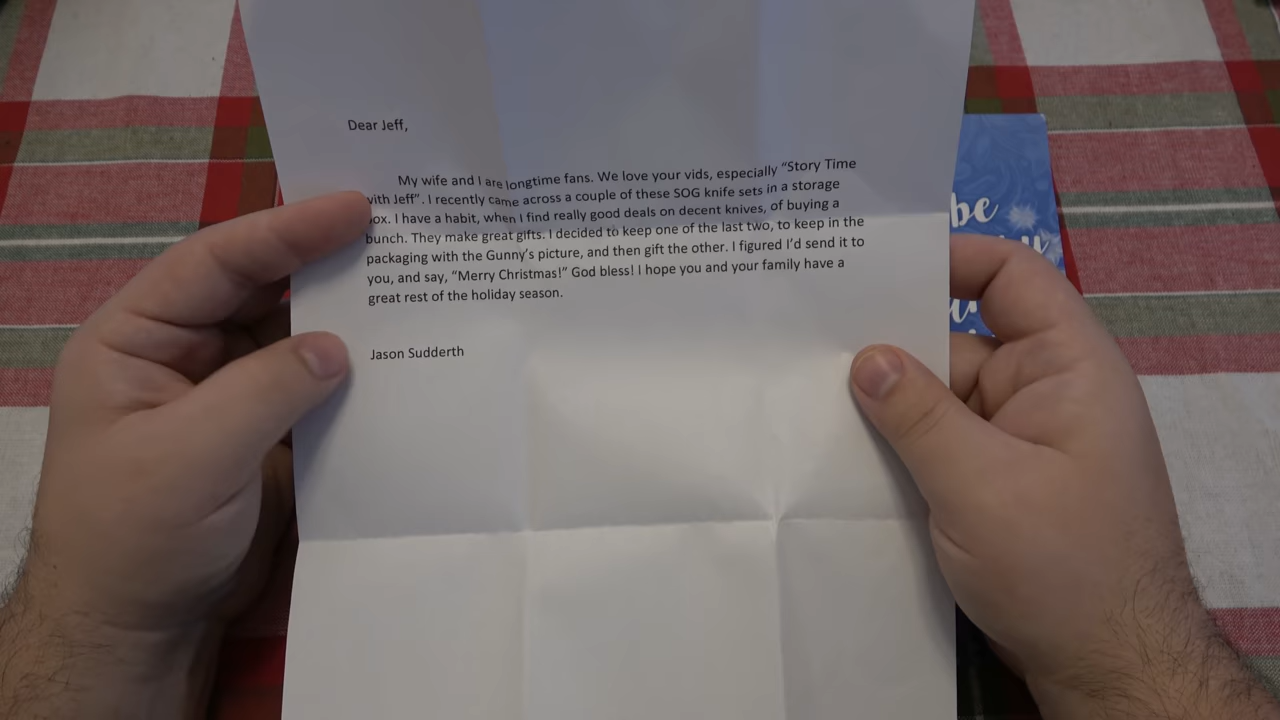 Dear Jeff,
My wife and I are longtime fans. We love your vids, especially “Story Time
with Jeff”. I recently came across a couple of these SOG knife sets in a storage
box. I have a habit, when I find really good deals on decent knives, of buying a
bunch. They make great gifts. I decided to keep one of the last two, to keep in the
packaging with the Gunny’s picture, and then gift the other. I figured I’d send it to
you, and say, “Merry Christmas!” God bless! I hope you and your family have a
great rest of the holiday season.
Jason Sudderth
be